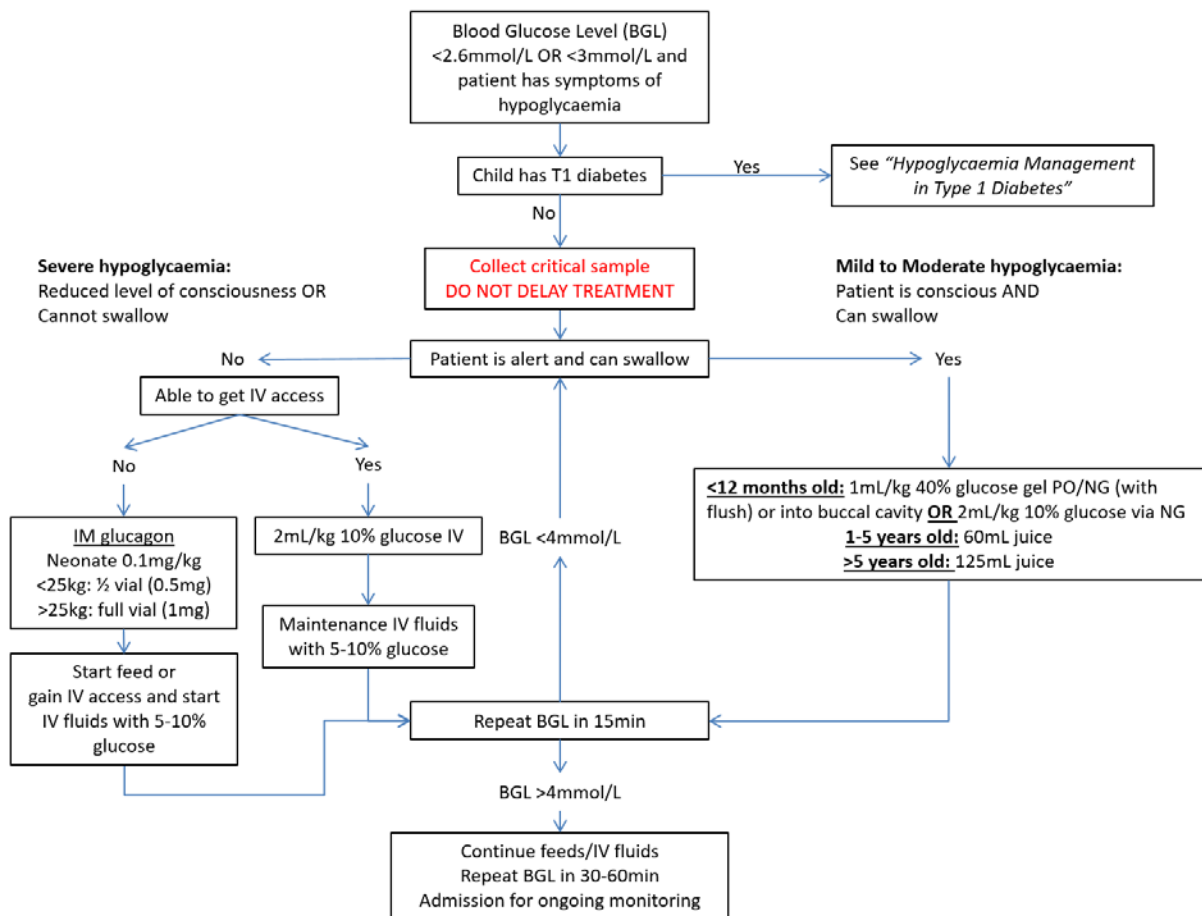 Blood Glucose Level (BGL)
<2.6mmol/L OR <3mmol/L and
patient has symptoms of
hypoglycaemia
Child has T1 diabetes
Yes
See “Hypoglycaemia Management
in Type 1 Diabetes”
No
Severe hypoglycaemia:
Reduced level of consciousness OR
Cannot swallow
Collect critical sample
DO NOT DELAY TREATMENT
Mild to Moderate hypoglycaemia:
Patient is conscious AND
Can swallow
No
Patient is alert and can swallow
Yes
Able to get IV access
No
Yes
IM glucagon
Neonate 0.1mg/kg
<25kg: ½ vial (0.5mg)
>25kg: full vial (1mg)
2mL/kg 10% glucose IV
BGL <4mmol/L
<12 months old: 1mL/kg 40% glucose gel PO/NG (with
flush) or into buccal cavity OR 2mL/kg 10% glucose via NG
1-5 years old: 60mL juice
>5 years old: 125mL juice
Maintenance IV fluids
with 5-10% glucose
Start feed or
gain IV access and start
IV fluids with 5-10%
glucose
Repeat BGL in 15min
BGL >4mmol/L
Continue feeds/IV fluids
Repeat BGL in 30-60min
Admission for ongoing monitoring